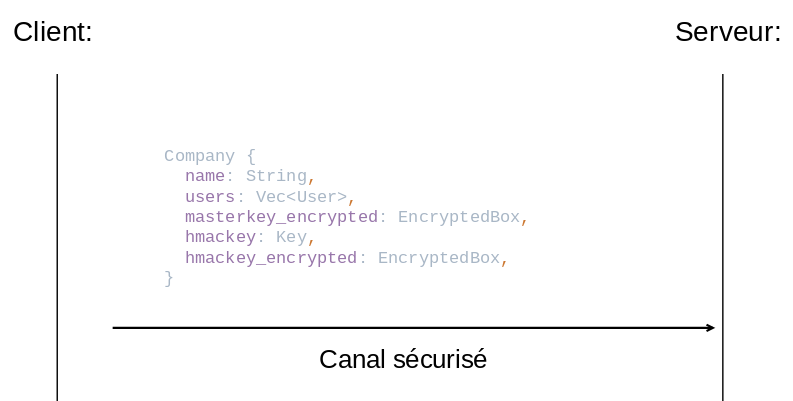 Client:
Serveur:
Company {
  name: String,
  users: Vec<User>,
  masterkey_encrypted: EncryptedBox,
  hmackey: Key,
  hmackey_encrypted: EncryptedBox,
}
Canal sécurisé